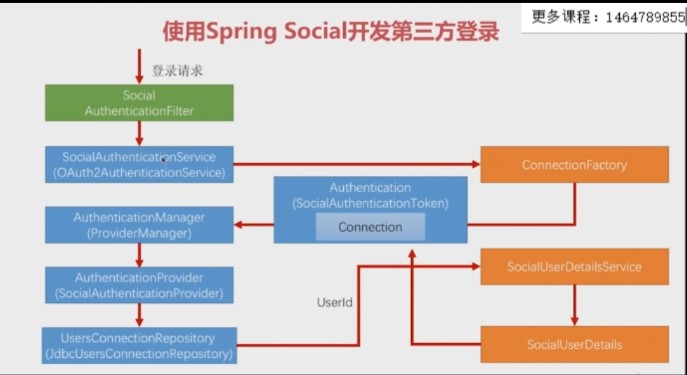 更多课程：1464789855
使用Spring Social开发第三方登录
登录请求
Social
AuthenticationFilter
SocialAuthenticationService
(OAuth2AuthenticationService)
ConnectionFactory
Authentication
(SocialAuthenticationToken)
Connection
AuthenticationManager
(ProviderManager)
AuthenticationProvider
(SocialAuthenticationProvider)
SocialUserDetailsService
UserId
UsersConnectionRepository
(JdbcUsersConnectionRepository)
SocialUserDetails